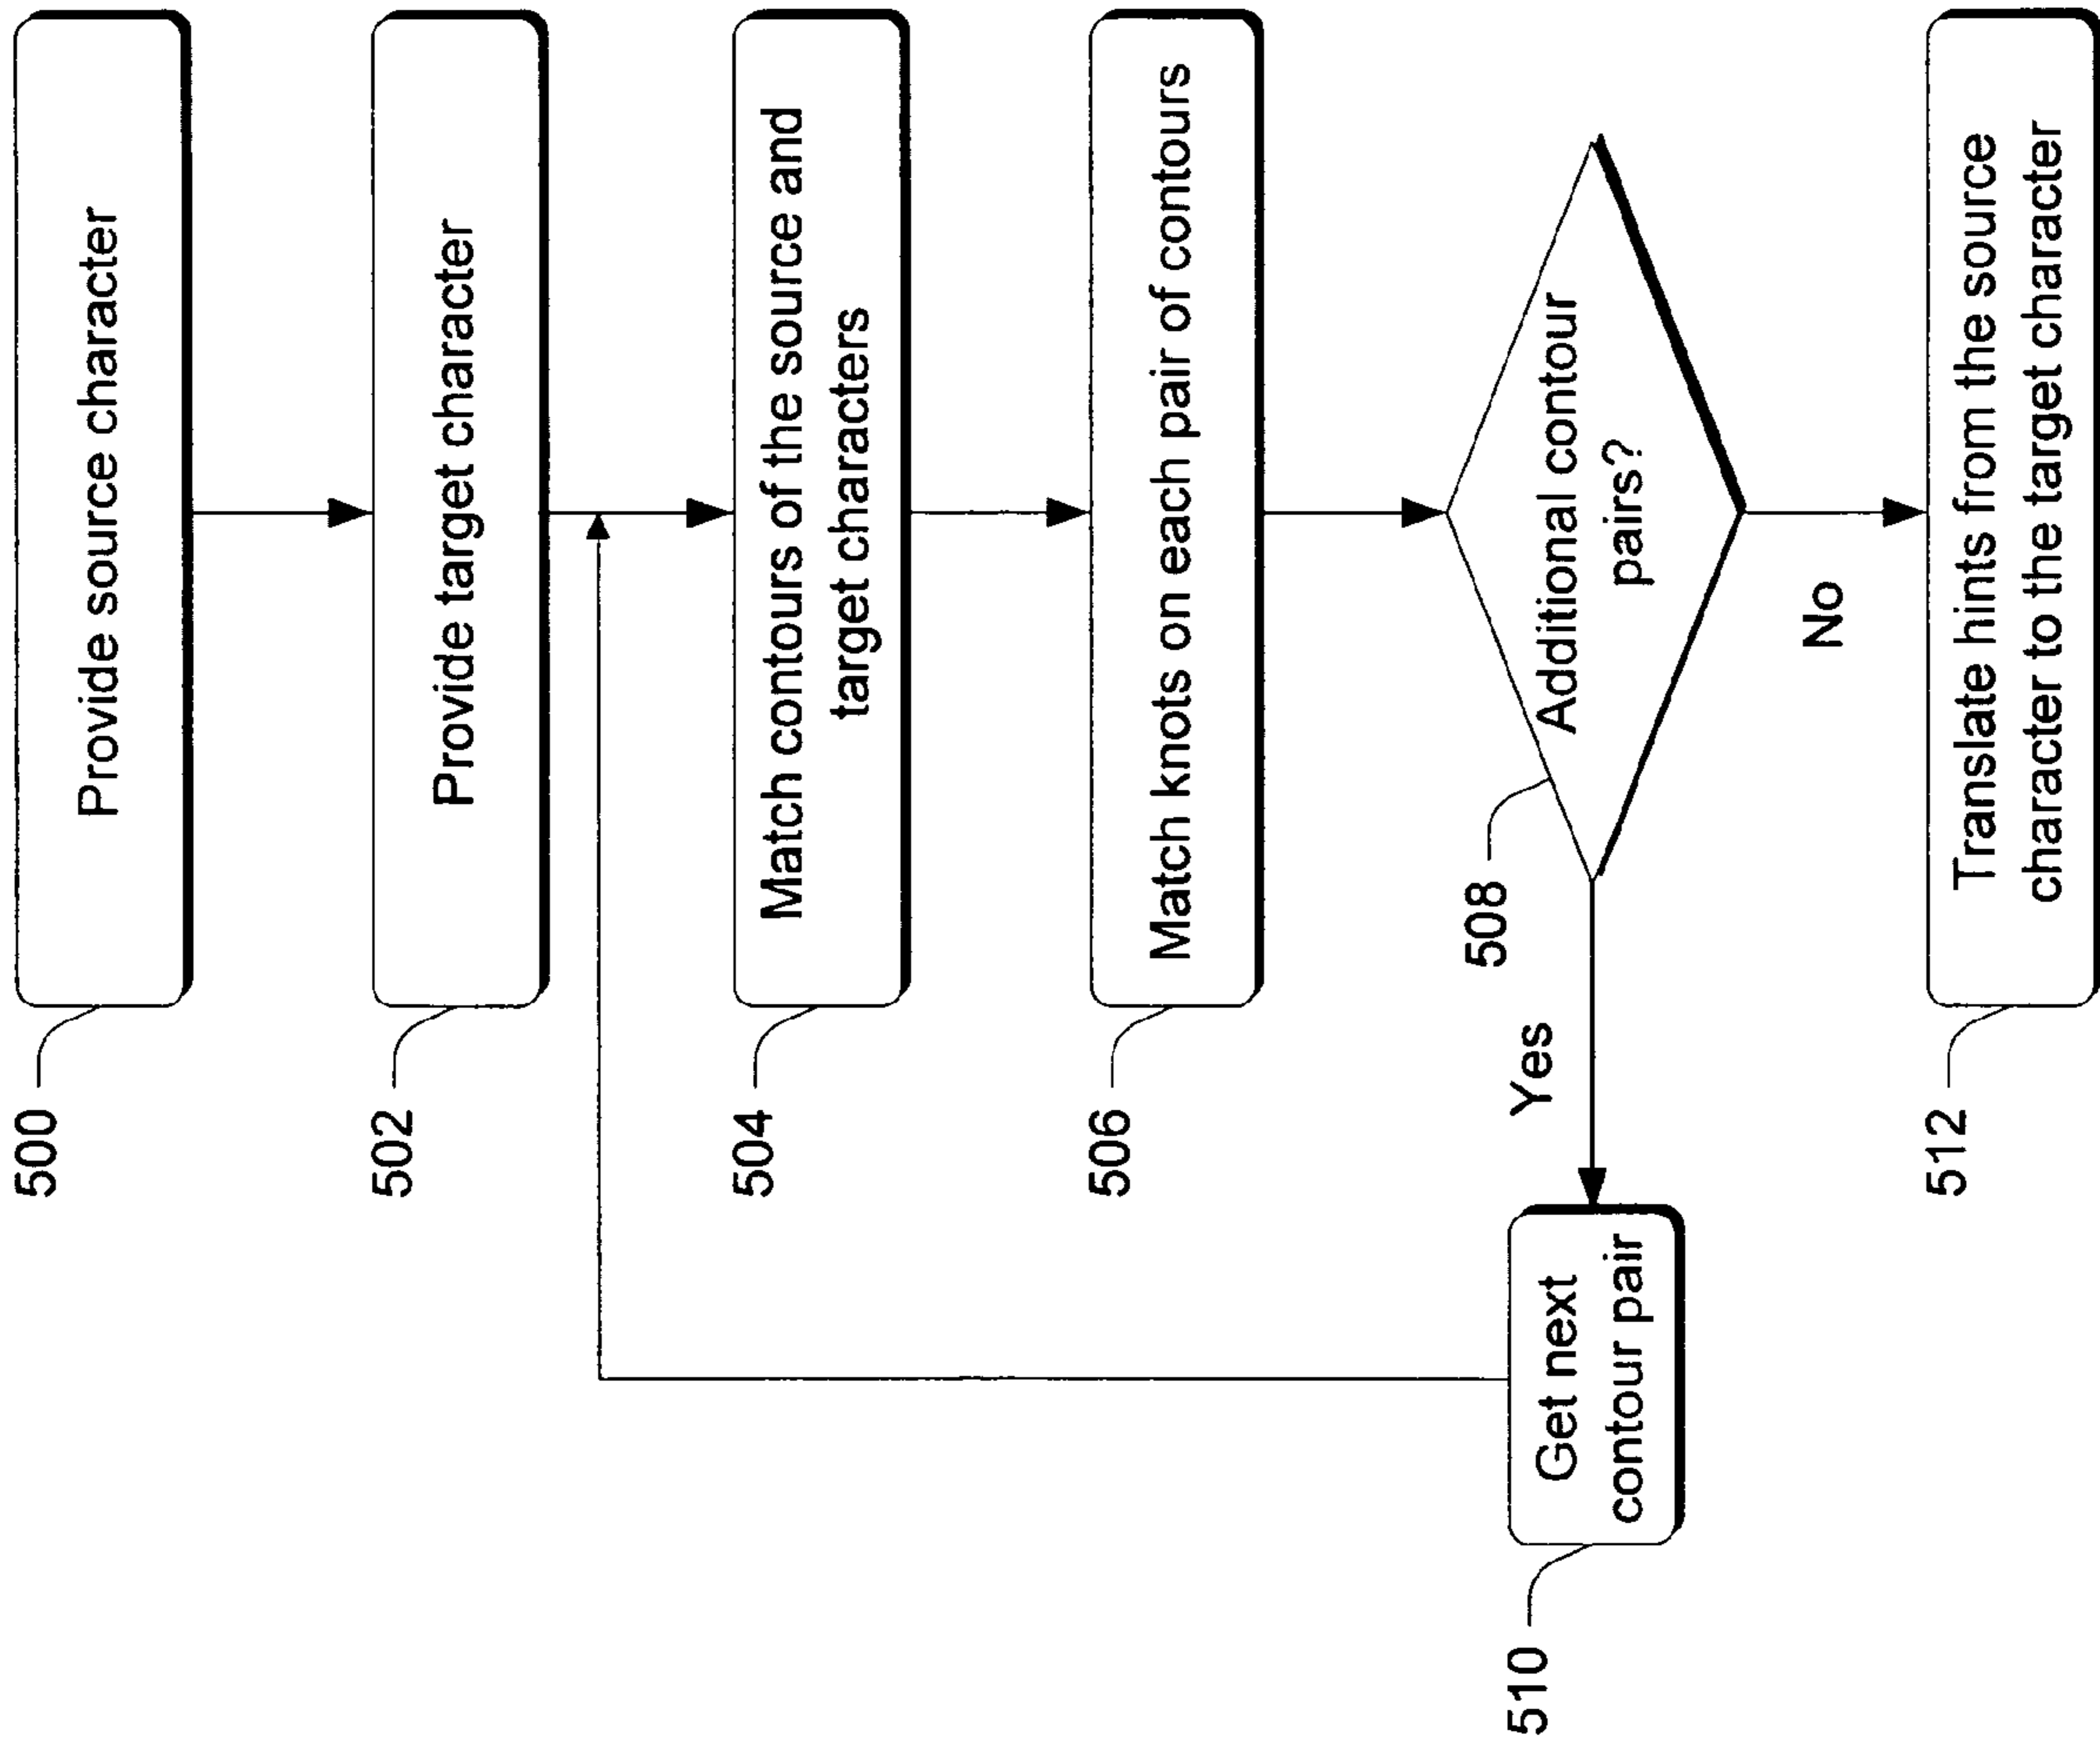 500
Provide source character
502
Provide target character
504
Match contours of the source and
target characters
506
Match knots on each pair of contours
508
Additional contour
pairs?
Yes
No
510
Get next
contour pair
512
Translate hints from the source
character to the target character